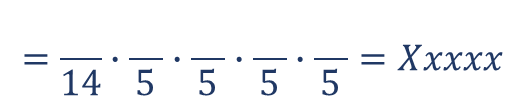 = —/14 · —/5 · —/5 · —/5 · —/5 = Xxxxx